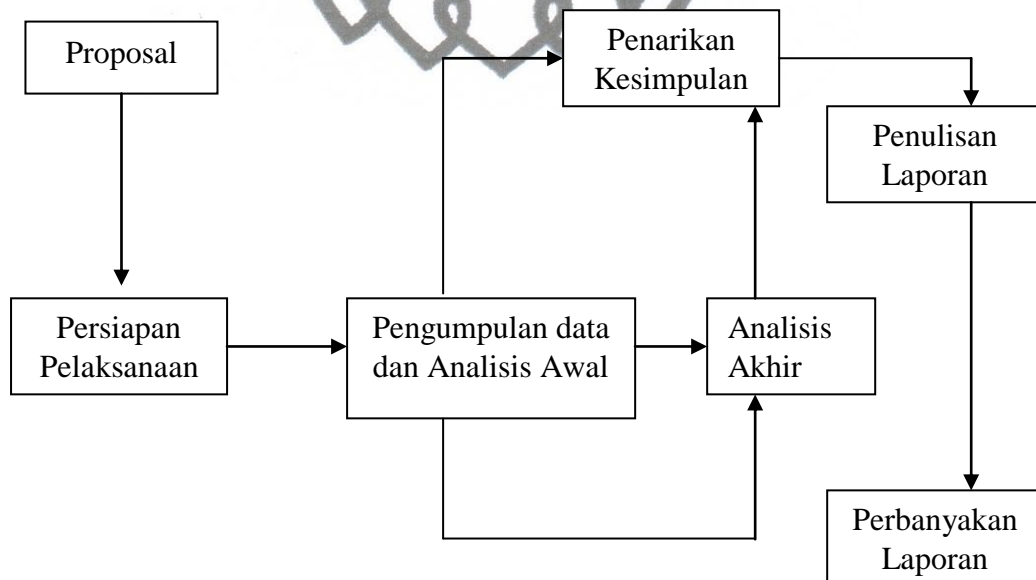 Proposal
Penarikan
Kesimpulan
Penulisan
Laporan
Persiapan
Pelaksanaan
Pengumpulan data
dan Analisis Awal
Analisis
Akhir
Perbanyakan
Laporan